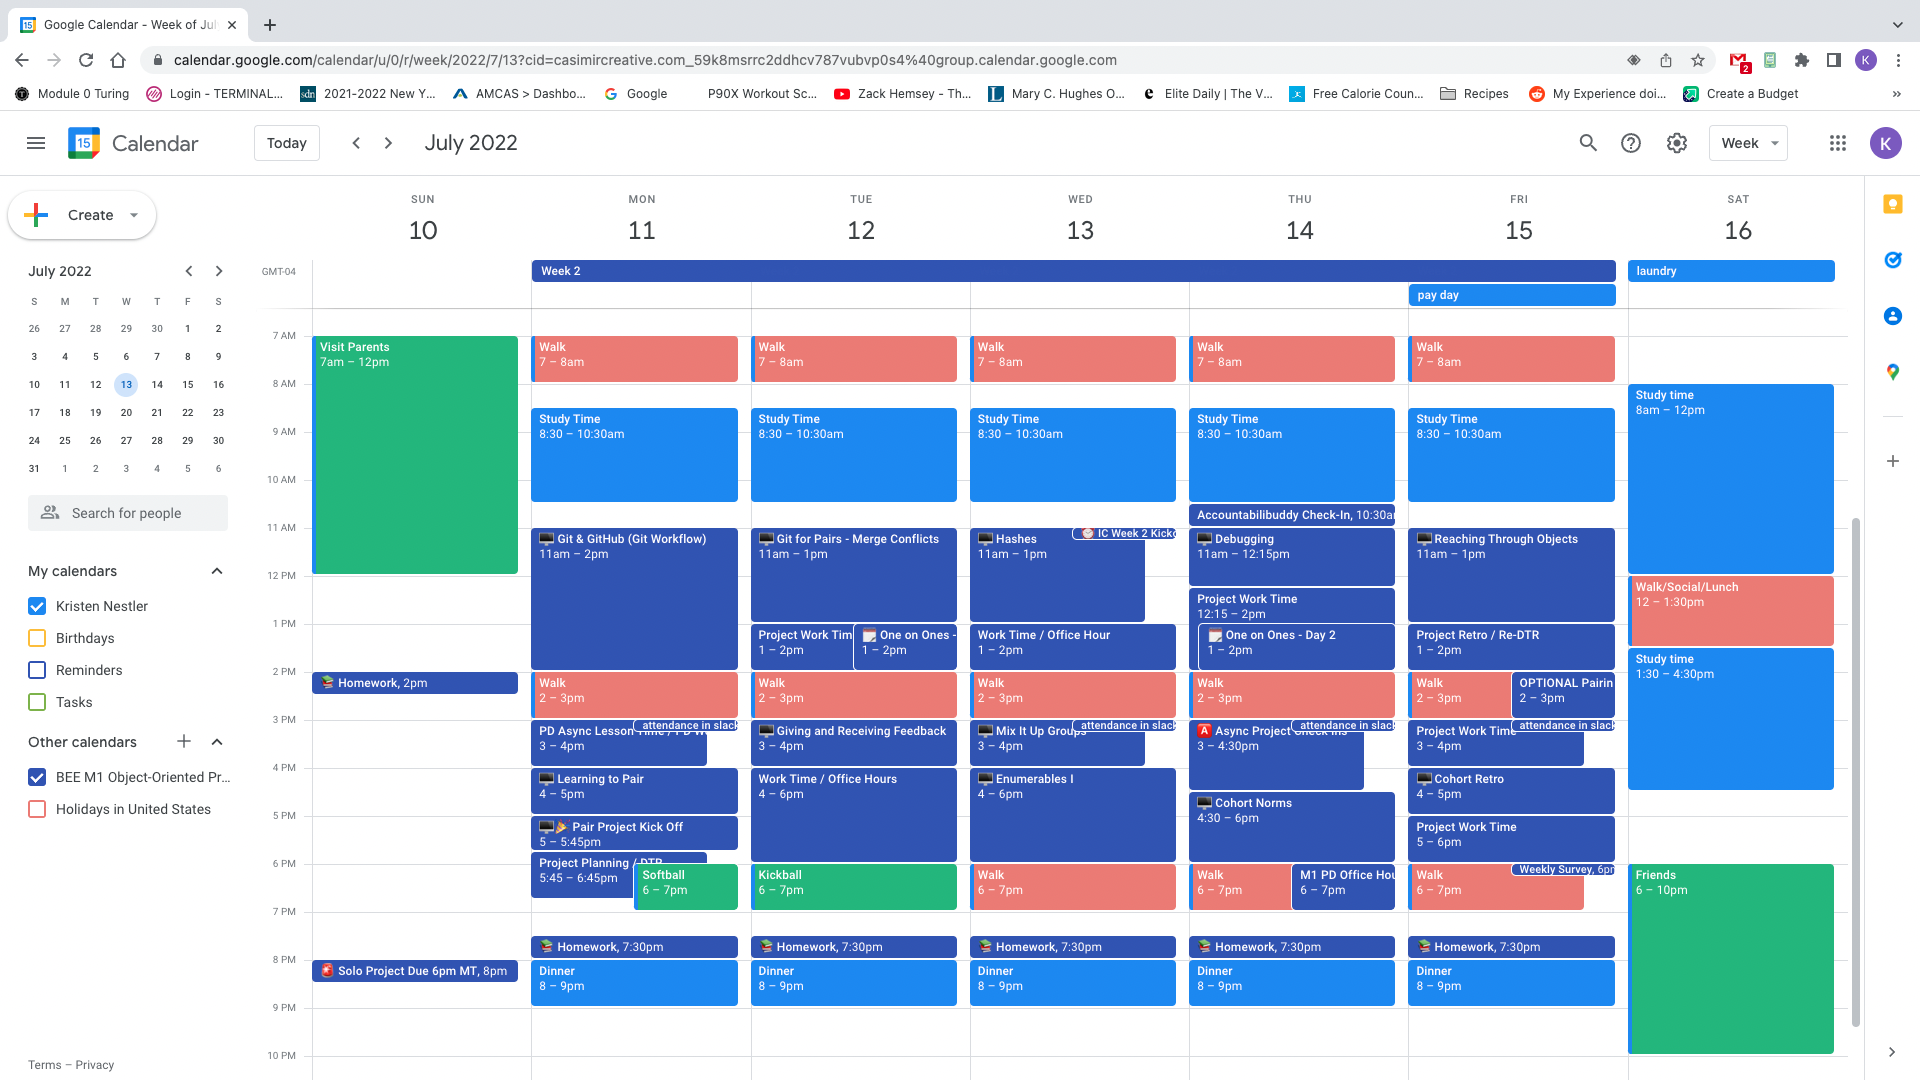 Google Calendar - Week of Jul
calendar.google.com/calendar/u/0/r/week/2022/7/13?cid=casimircreative.com_59k8msrrc2ddhcv787vubvp0s4%40group.calendar.google.com
2
K
Module 0 Turing
Login - TERMINAL...
sdn
2021-2022 New Y...
AMCAS > Dashbo...
Google
P90X Workout Sc...
Zack Hemsey - Th...
Mary C. Hughes O...
Elite Daily | The V...
Free Calorie Coun...
Recipes
My Experience doi...
Create a Budget
»
15
Calendar
Today
July 2022
Week
K
Create
July 2022
S M T W T F S
26 27 28 29 30 1 2
3 4 5 6 7 8 9
10 11 12 13 14 15 16
17 18 19 20 21 22 23
24 25 26 27 28 29 30
31 1 2 3 4 5 6
Search for people
My calendars
Kristen Nestler
Birthdays
Reminders
Tasks
Other calendars
BEE M1 Object-Oriented Pr...
Holidays in United States
Terms – Privacy
SUN MON TUE WED THU FRI SAT
10 11 12 13 14 15 16
GMT-04
Week 2
laundry
pay day
7 AM
8 AM
9 AM
10 AM
11 AM
12 PM
1 PM
2 PM
3 PM
4 PM
5 PM
6 PM
7 PM
8 PM
9 PM
10 PM
Visit Parents
7am – 12pm
Homework, 2pm
Solo Project Due 6pm MT, 8pm
Walk
7 – 8am
Study Time
8:30 – 10:30am
Git & GitHub (Git Workflow)
11am – 2pm
Walk
2 – 3pm
attendance in slack
PD Async Lesson Time / PD W
3 – 4pm
Learning to Pair
4 – 5pm
Pair Project Kick Off
5 – 5:45pm
Project Planning / DTR
5:45 – 6:45pm
Softball
6 – 7pm
Homework, 7:30pm
Dinner
8 – 9pm
Walk
7 – 8am
Study Time
8:30 – 10:30am
Git for Pairs - Merge Conflicts
11am – 1pm
Project Work Tim
1 – 2pm
One on Ones -
1 – 2pm
Walk
2 – 3pm
Giving and Receiving Feedback
3 – 4pm
Work Time / Office Hours
4 – 6pm
Kickball
6 – 7pm
Homework, 7:30pm
Dinner
8 – 9pm
Walk
7 – 8am
Study Time
8:30 – 10:30am
IC Week 2 Kicko
Hashes
11am – 1pm
Work Time / Office Hour
1 – 2pm
Walk
2 – 3pm
attendance in slack
Mix It Up Groups
3 – 4pm
Enumerables I
4 – 6pm
Walk
6 – 7pm
Homework, 7:30pm
Dinner
8 – 9pm
Walk
7 – 8am
Study Time
8:30 – 10:30am
Accountabilibuddy Check-In, 10:30ar
Debugging
11am – 12:15pm
Project Work Time
12:15 – 2pm
One on Ones - Day 2
1 – 2pm
Walk
2 – 3pm
attendance in slack
A Async Project Check Ins
3 – 4:30pm
Cohort Norms
4:30 – 6pm
Walk
6 – 7pm
M1 PD Office Hou
6 – 7pm
Homework, 7:30pm
Dinner
8 – 9pm
Walk
7 – 8am
Study Time
8:30 – 10:30am
Reaching Through Objects
11am – 1pm
Project Retro / Re-DTR
1 – 2pm
Walk
2 – 3pm
OPTIONAL Pairin
2 – 3pm
attendance in slack
Project Work Time
3 – 4pm
Cohort Retro
4 – 5pm
Project Work Time
5 – 6pm
Weekly Survey, 6pm
Walk
6 – 7pm
Homework, 7:30pm
Dinner
8 – 9pm
Study time
8am – 12pm
Walk/Social/Lunch
12 – 1:30pm
Study time
1:30 – 4:30pm
Friends
6 – 10pm